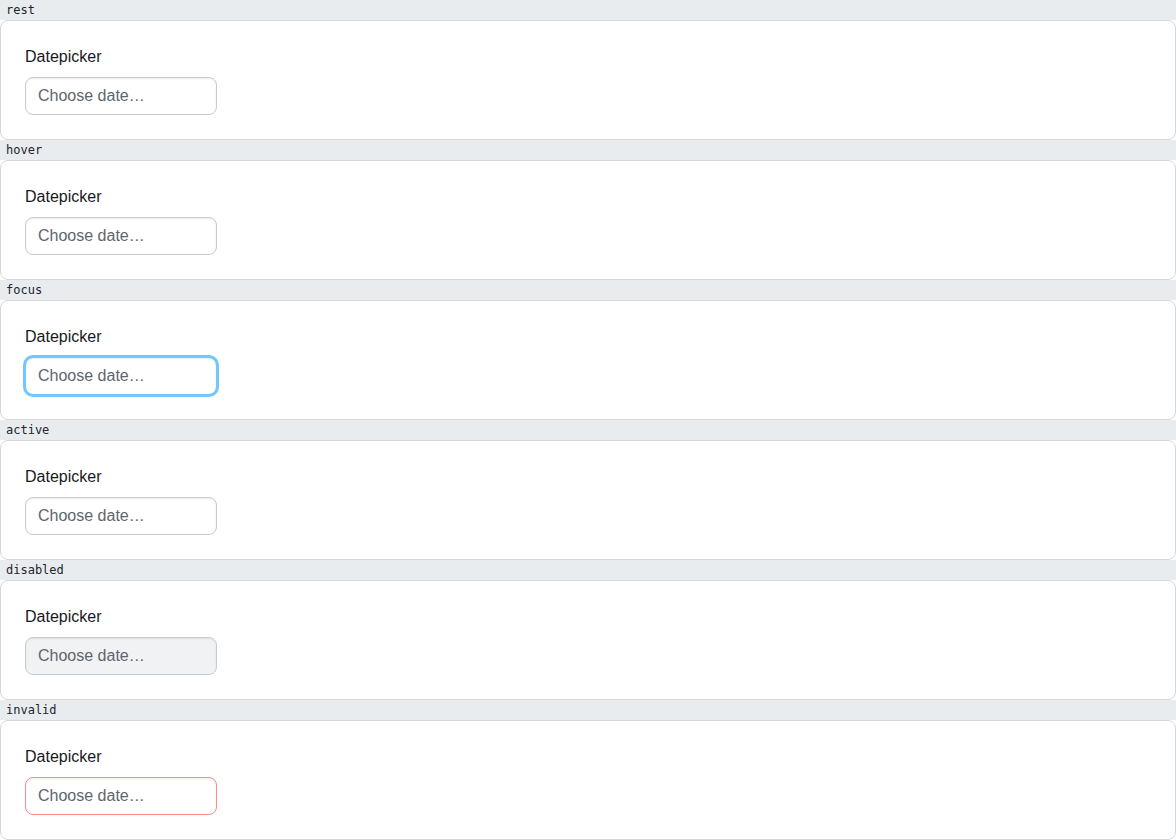 rest
Datepicker
Choose date…
hover
Datepicker
Choose date…
focus
Datepicker
Choose date…
active
Datepicker
Choose date…
disabled
Datepicker
Choose date…
invalid
Datepicker
Choose date…